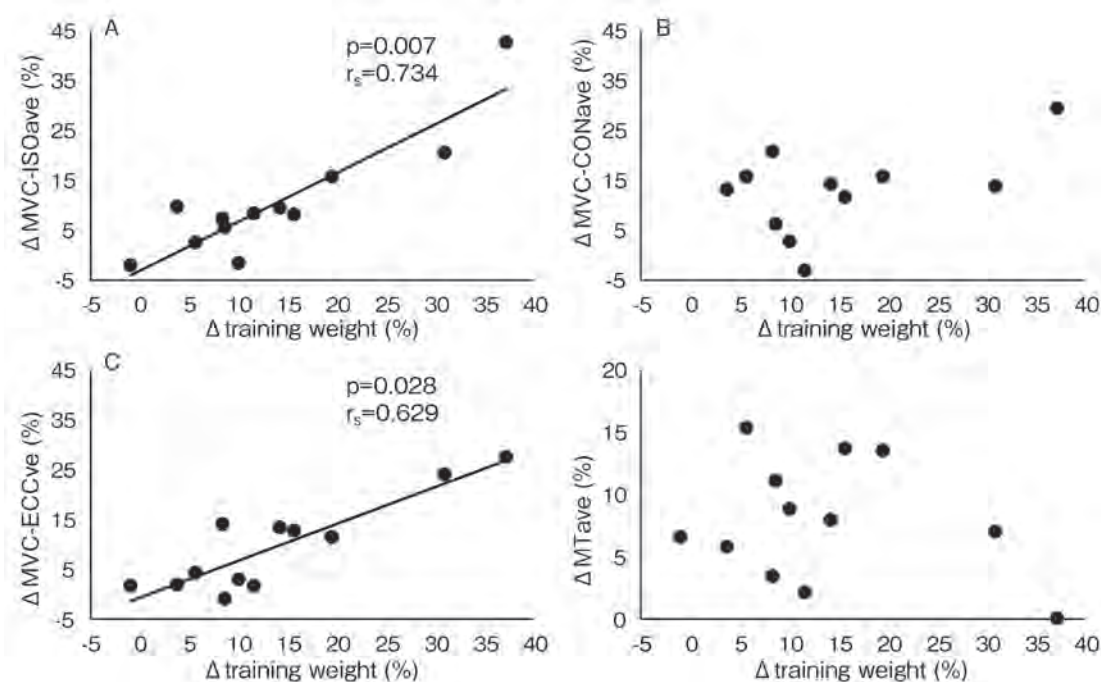 A
p=0.007
rs=0.734
45
35
25
15
5
-5
Δ MVC-ISOave (%)
-5 0 5 10 15 20 25 30 35 40
Δ training weight (%)
B
45
35
25
15
5
-5
Δ MVC-CONave (%)
-5 0 5 10 15 20 25 30 35 40
Δ training weight (%)
C
p=0.028
rs=0.629
45
35
25
15
5
-5
Δ MVC-ECCve (%)
-5 0 5 10 15 20 25 30 35 40
Δ training weight (%)
20
15
10
5
0
Δ MTave (%)
-5 0 5 10 15 20 25 30 35 40
Δ training weight (%)